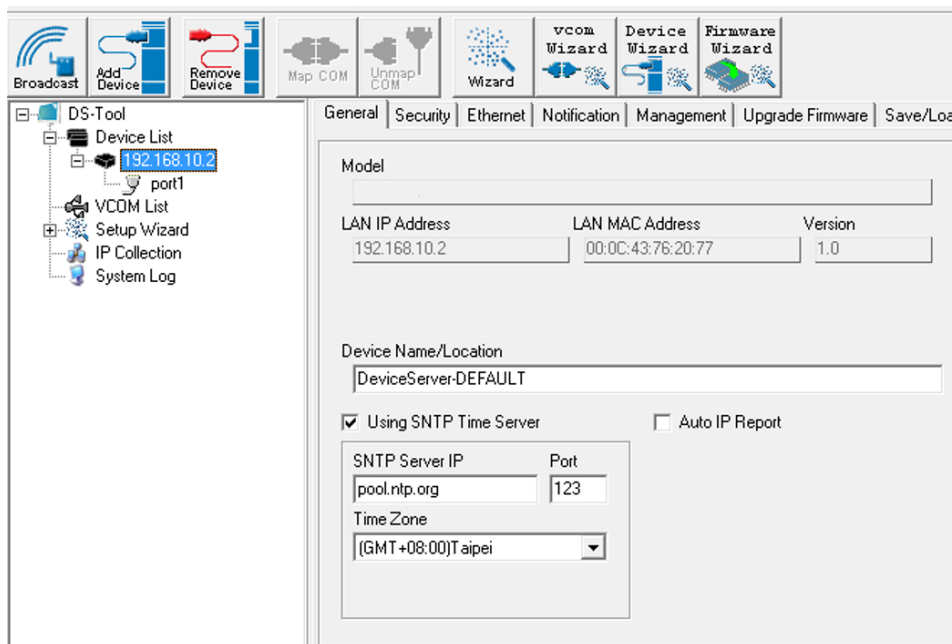 Broadcast
Add Device
Remove Device
Map COM
Unmap COM
Wizard
vcom Wizard
Device Wizard
Firmware Wizard
DS-Tool
Device List
192.168.10.2
port1
VCOM List
Setup Wizard
IP Collection
System Log
General Security Ethernet Notification Management Upgrade Firmware Save/Loa
Model
LAN IP Address LAN MAC Address Version
192.168.10.2 00:0C:43:76:20:77 1.0
Device Name/Location
DeviceServer-DEFAULT
Using SNTP Time Server Auto IP Report
SNTP Server IP Port
pool.ntp.org 123
Time Zone
(GMT+08:00)Taipei